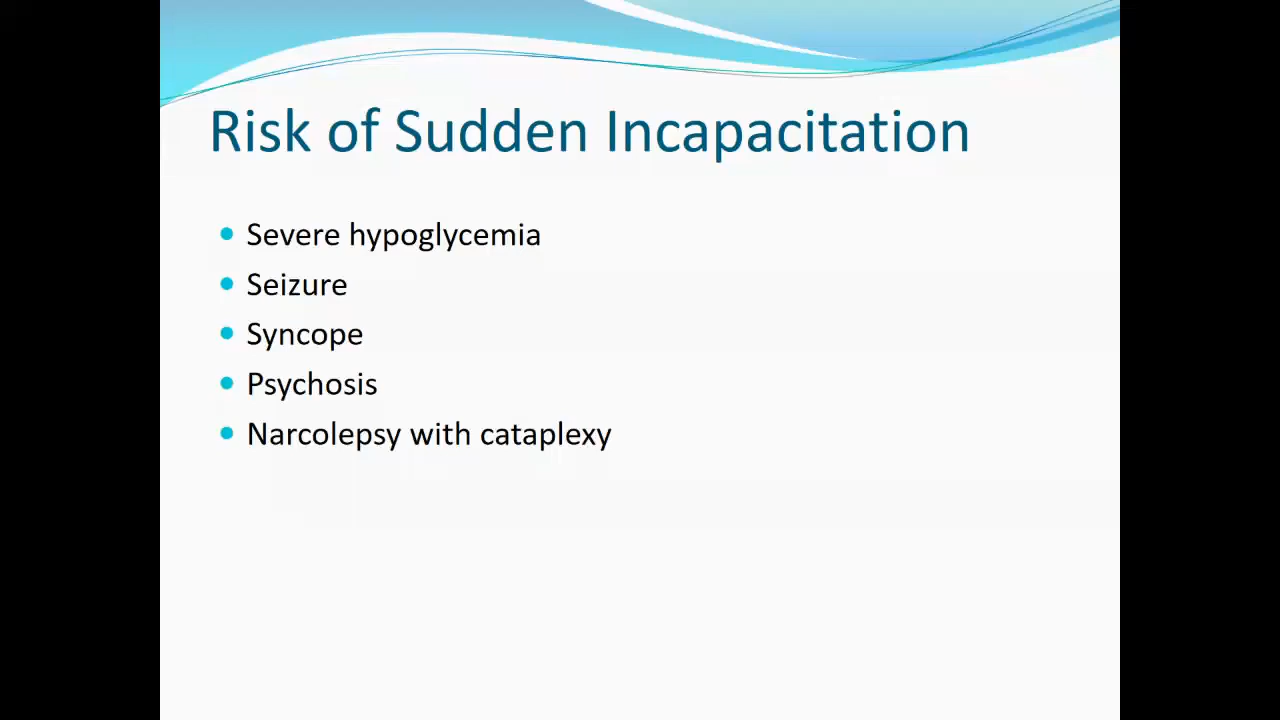 Risk of Sudden Incapacitation
Severe hypoglycemia
Seizure
Syncope
Psychosis
Narcolepsy with cataplexy